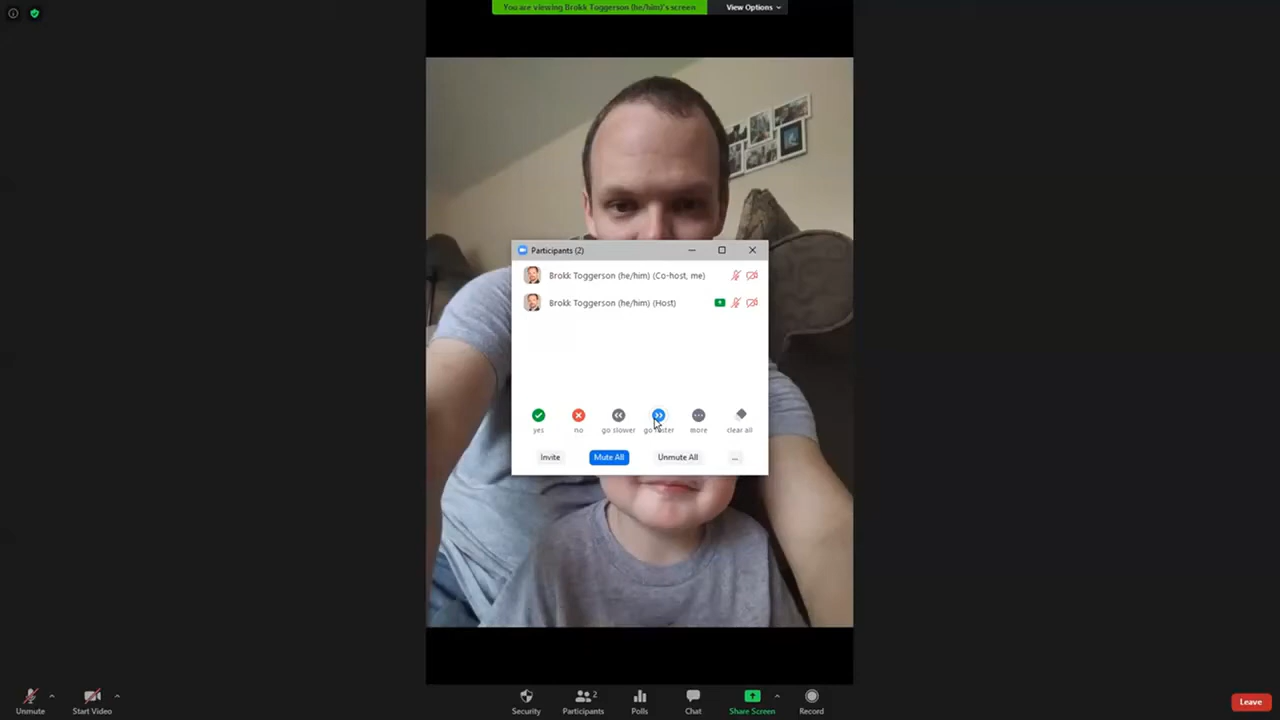 You are viewing Brokk Toggerson (he/him)'s screen
View Options
Participants (2)
Brokk Toggerson (he/him) (Co-host, me)
Brokk Toggerson (he/him) (Host)
yes
no
go slower
go faster
more
clear all
Invite
Mute All
Unmute All
...
Unmute
Start Video
Security
Participants
2
Polls
Chat
Share Screen
Record
Leave